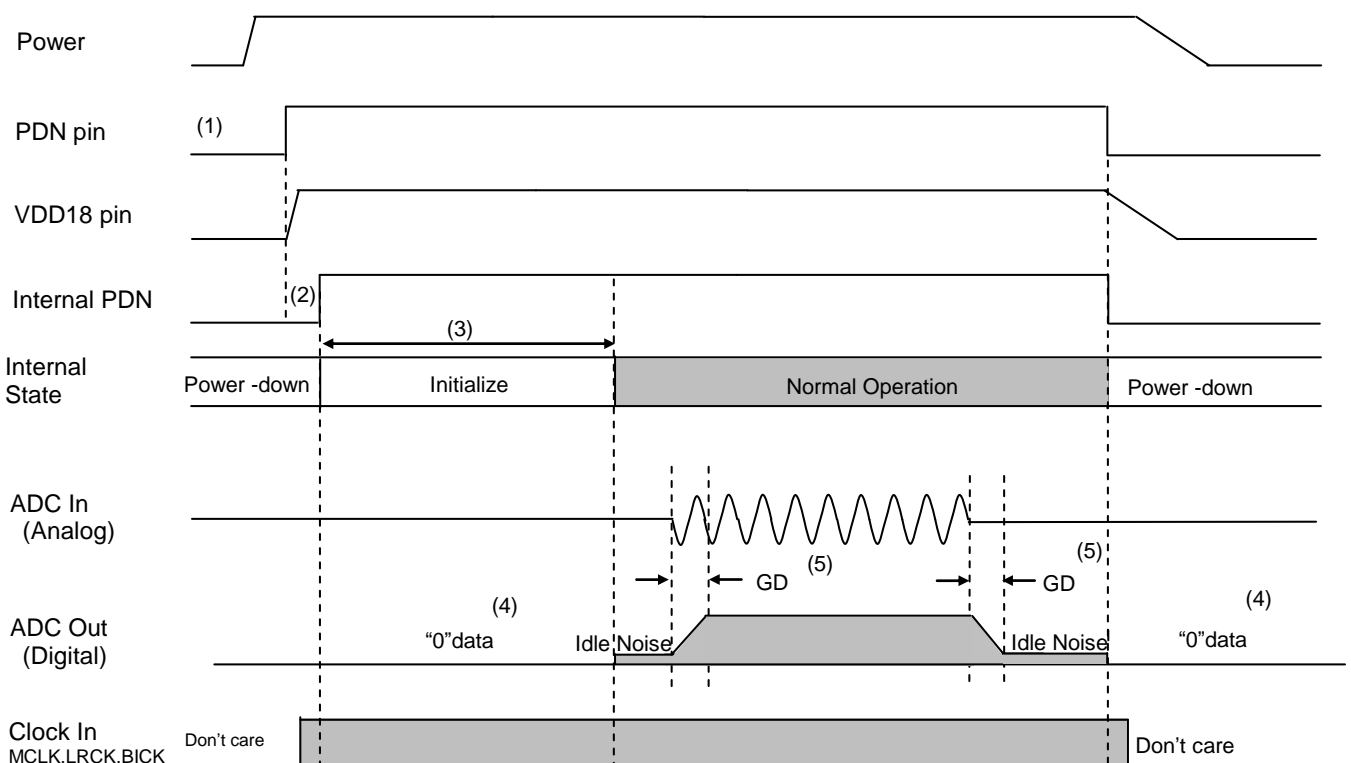 Power
PDN pin
(1)
VDD18 pin
Internal PDN
(2)
(3)
Internal
State
Power -down
Initialize
Normal Operation
Power -down
ADC In
(Analog)
(5)
GD
(5)
GD
ADC Out
(Digital)
(4)
“0”data
Idle Noise
Idle Noise
(4)
“0”data
Clock In
MCLK,LRCK,BICK
Don’t care
Don’t care